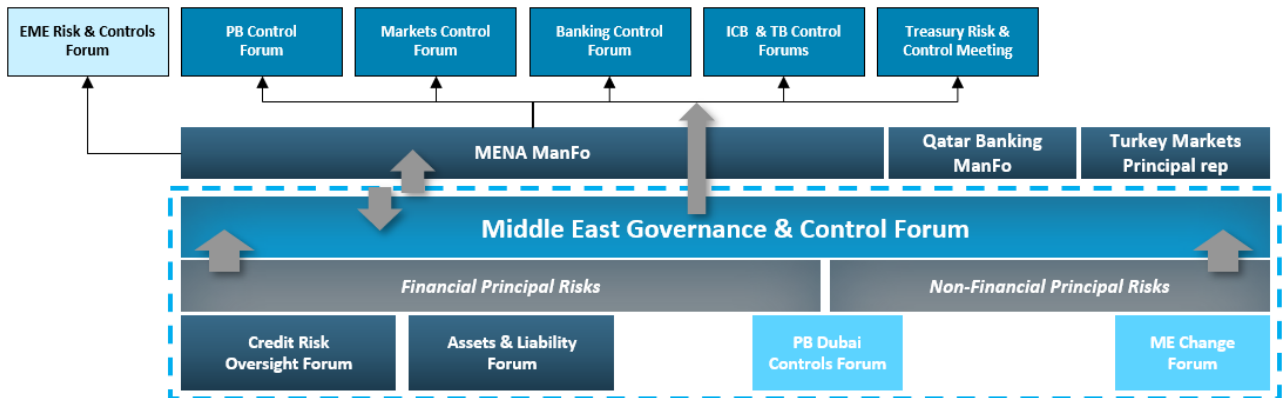 EME Risk & Controls
Forum
PB Control
Forum
Markets Control
Forum
Banking Control
Forum
ICB  & TB Control
Forums
Treasury Risk &
Control Meeting
MENA ManFo
Qatar Banking
ManFo
Turkey Markets
Principal rep
Middle East Governance & Control Forum
Financial Principal Risks
Non-Financial Principal Risks
Credit Risk
Oversight Forum
Assets & Liability
Forum
PB Dubai
Controls Forum
ME Change
Forum